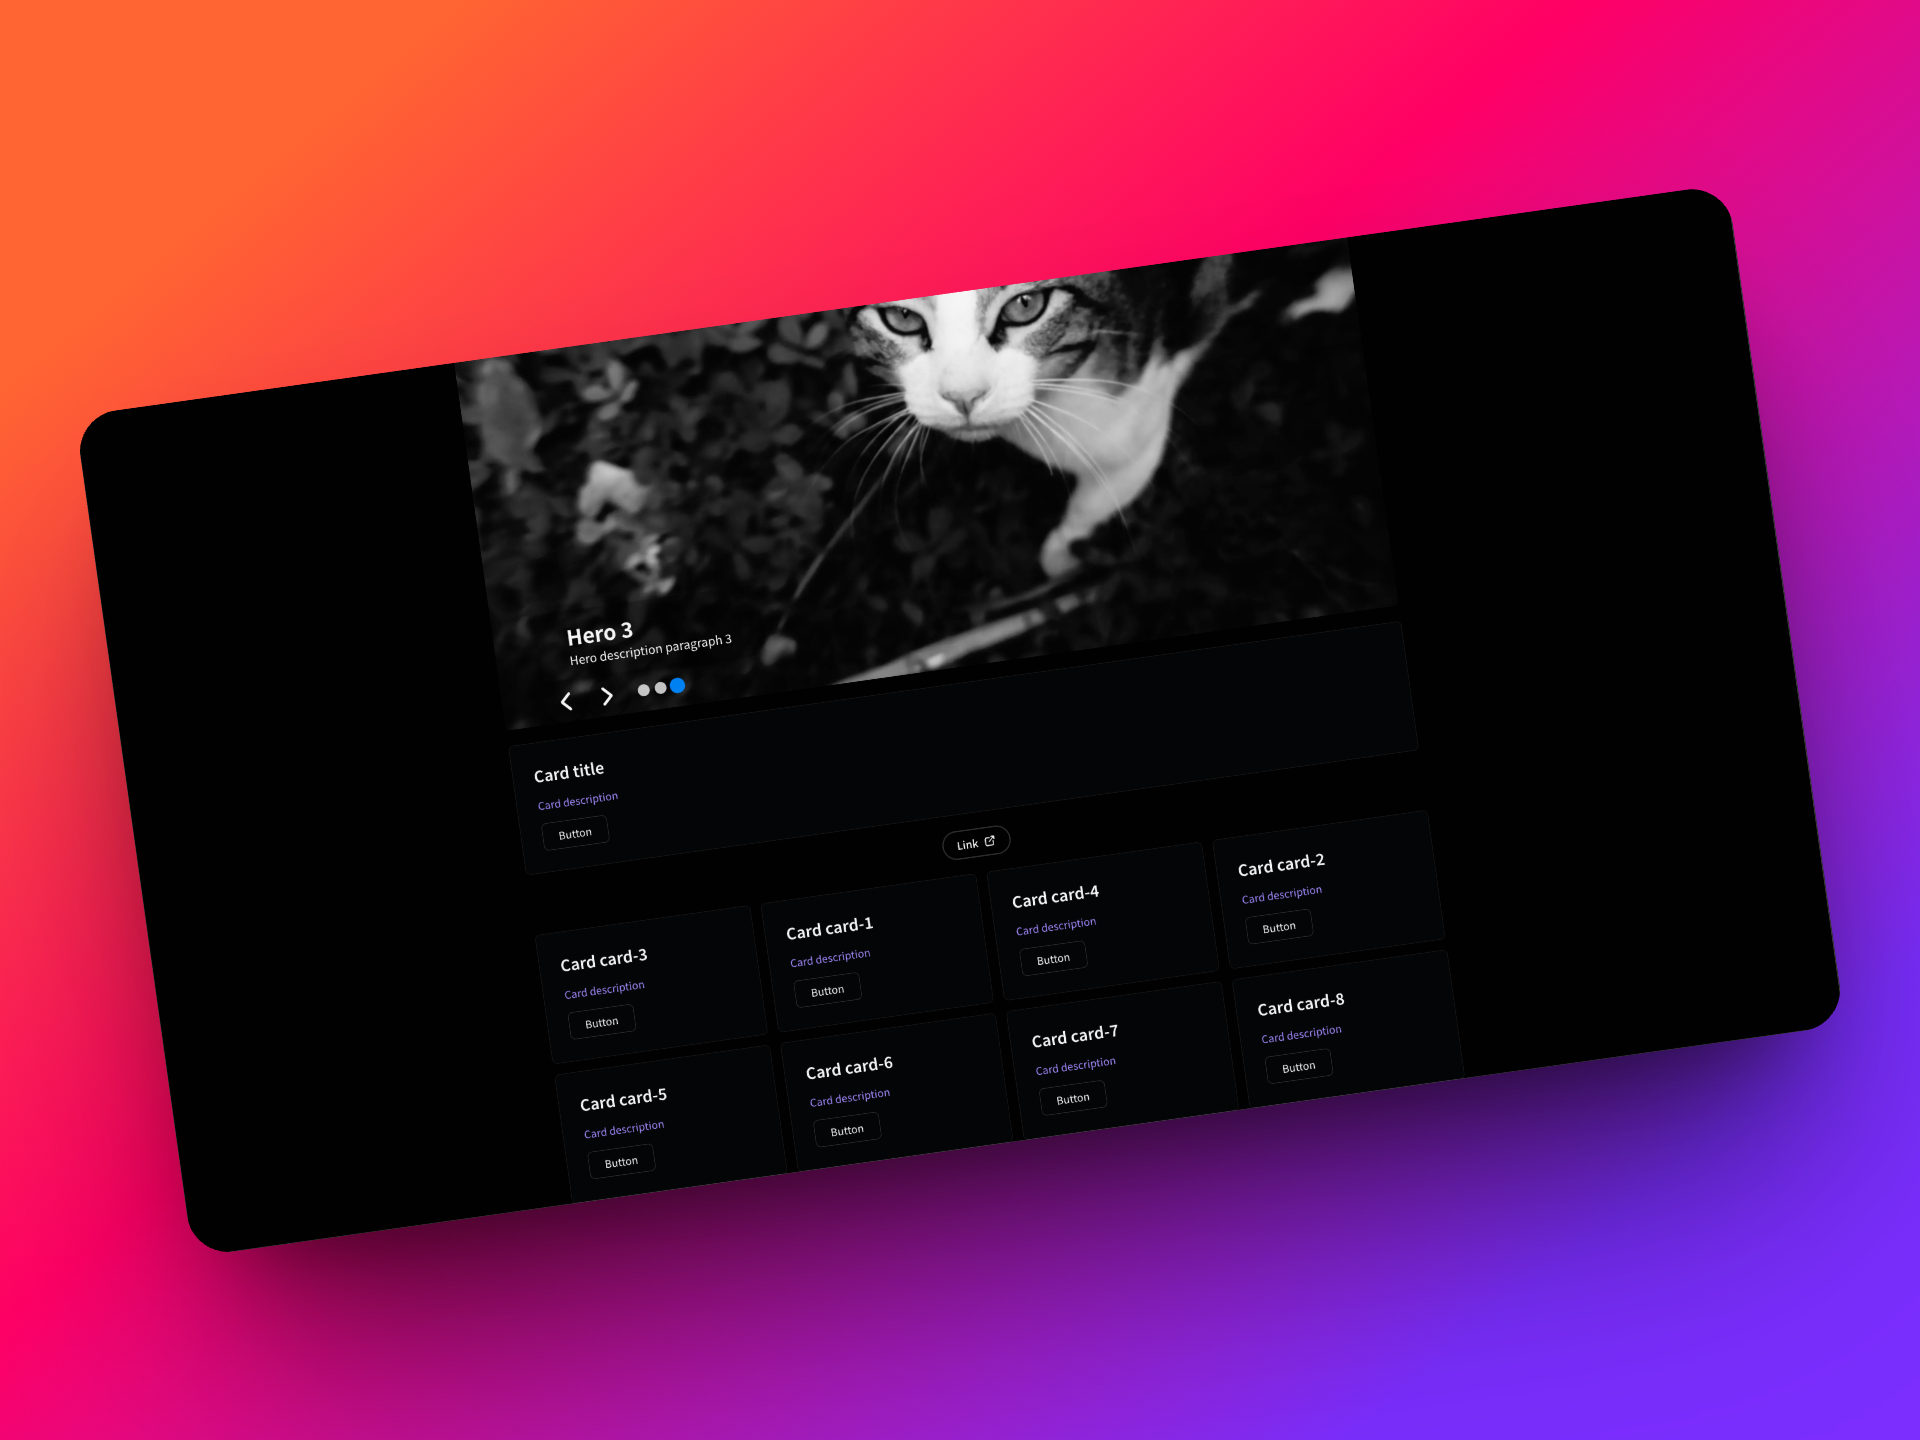 Hero 3
Hero description paragraph 3
Card title
Card description
Button
Link
Card card-3
Card description
Button
Card card-1
Card description
Button
Card card-4
Card description
Button
Card card-2
Card description
Button
Card card-5
Card description
Button
Card card-6
Card description
Button
Card card-7
Card description
Button
Card card-8
Card description
Button